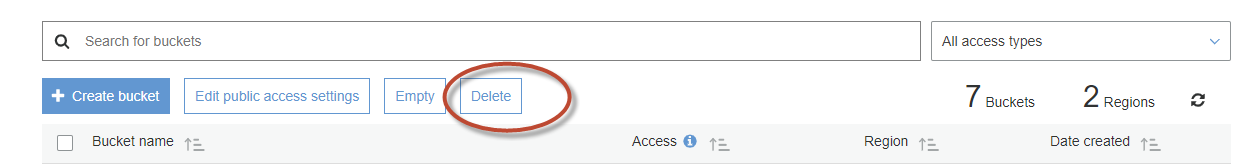 Search for buckets
All access types
Create bucket Edit public access settings Empty Delete 7 Buckets 2 Regions
Bucket name Access Region Date created